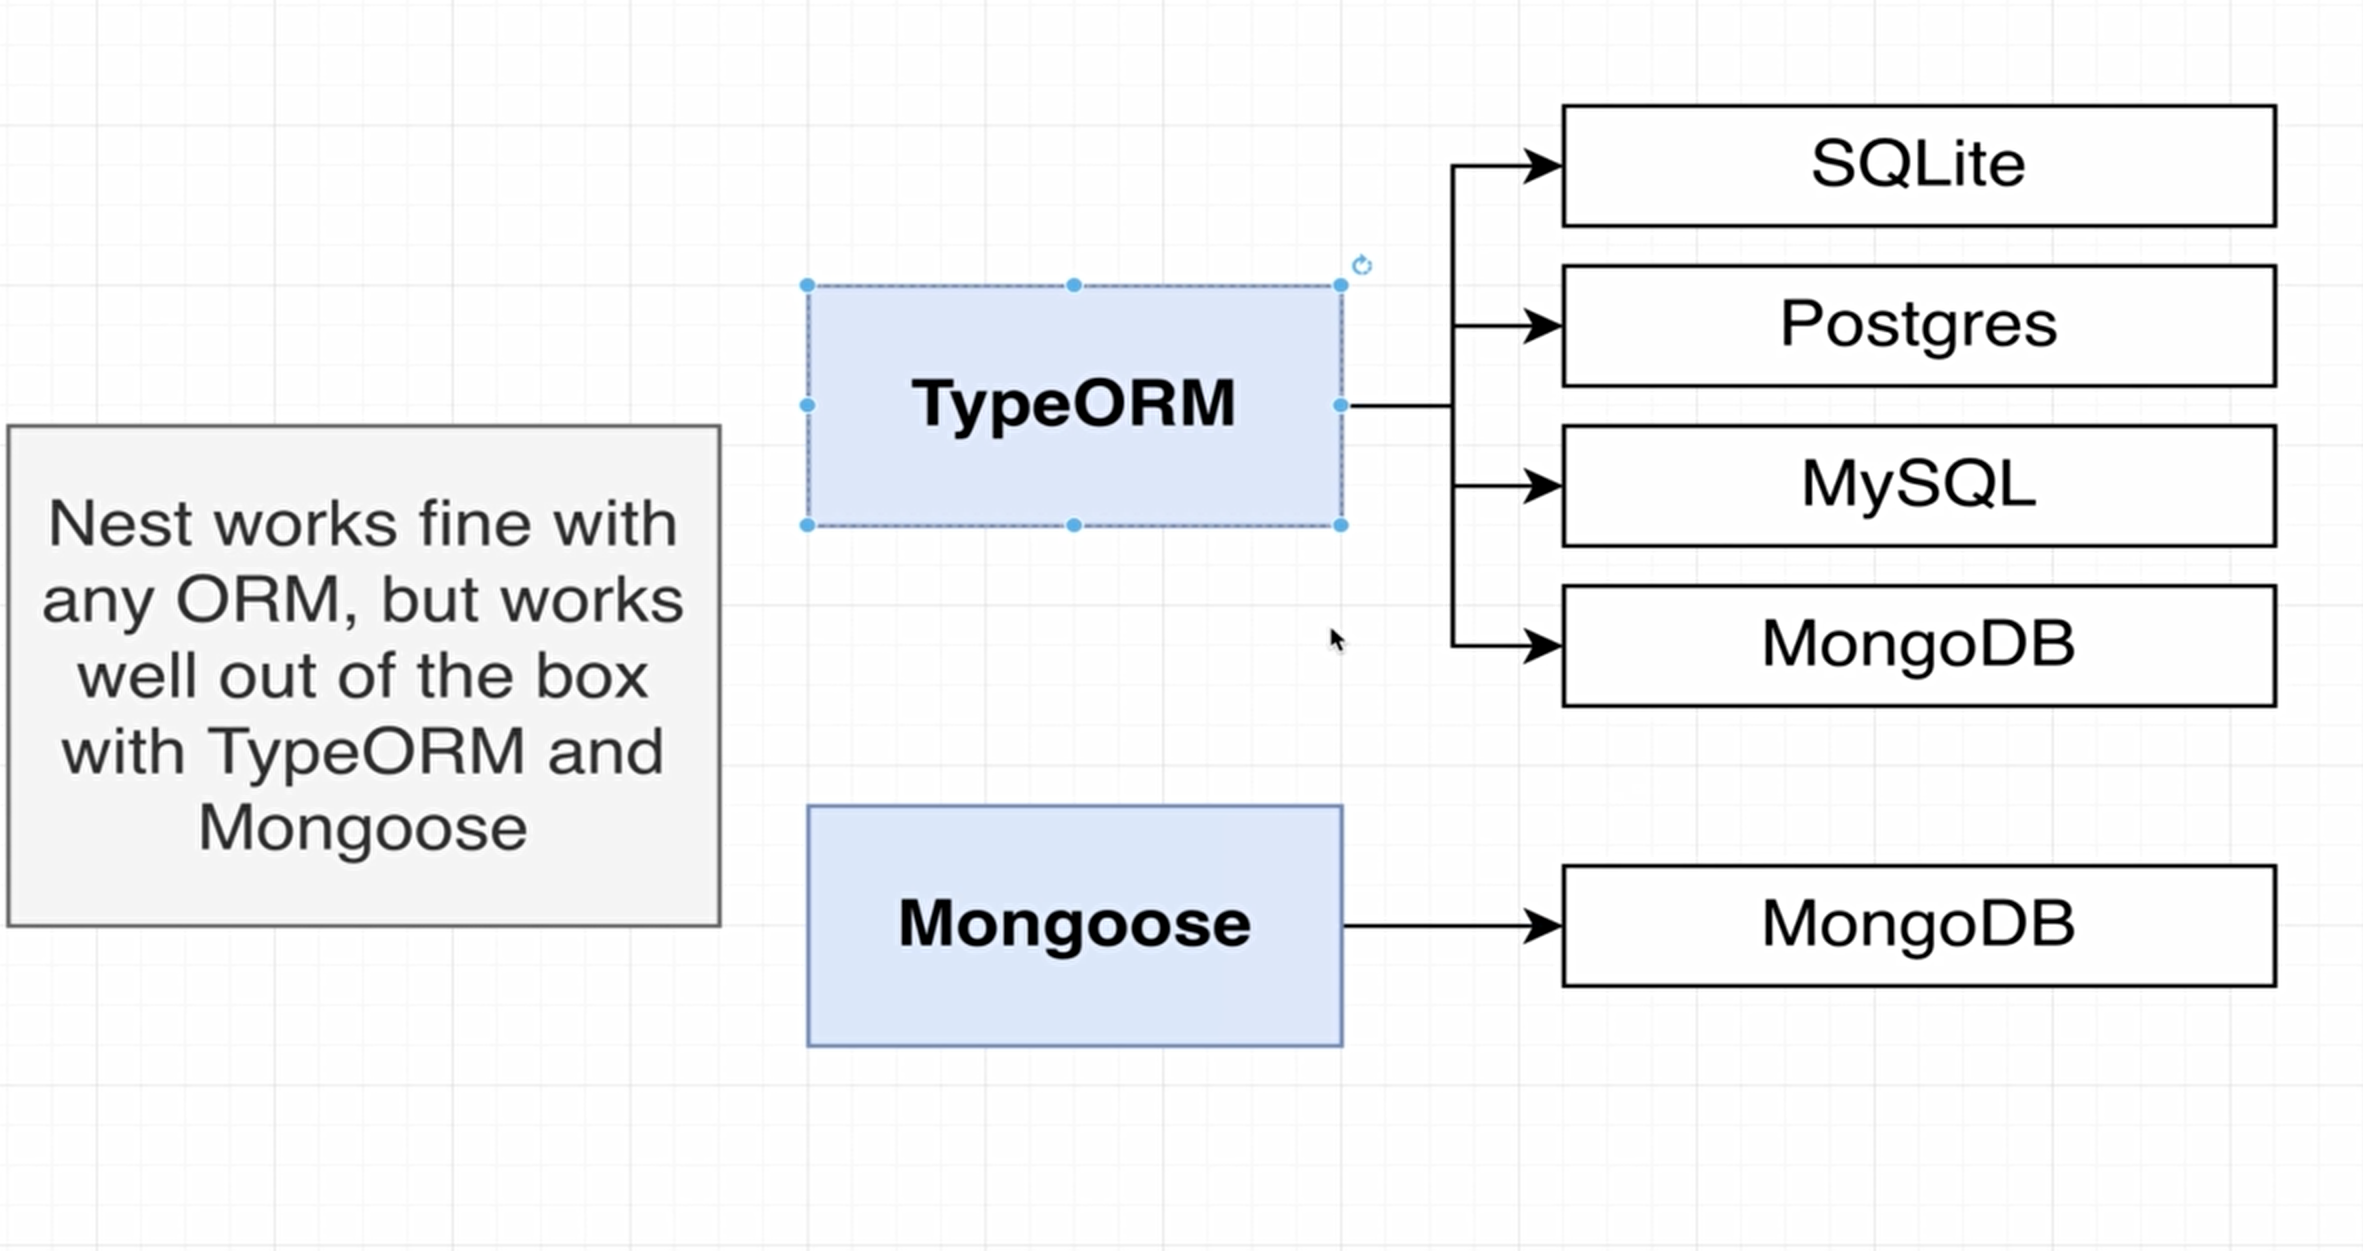 Nest works fine with
any ORM, but works
well out of the box
with TypeORM and
Mongoose
TypeORM
SQLite
Postgres
MySQL
MongoDB
Mongoose
MongoDB